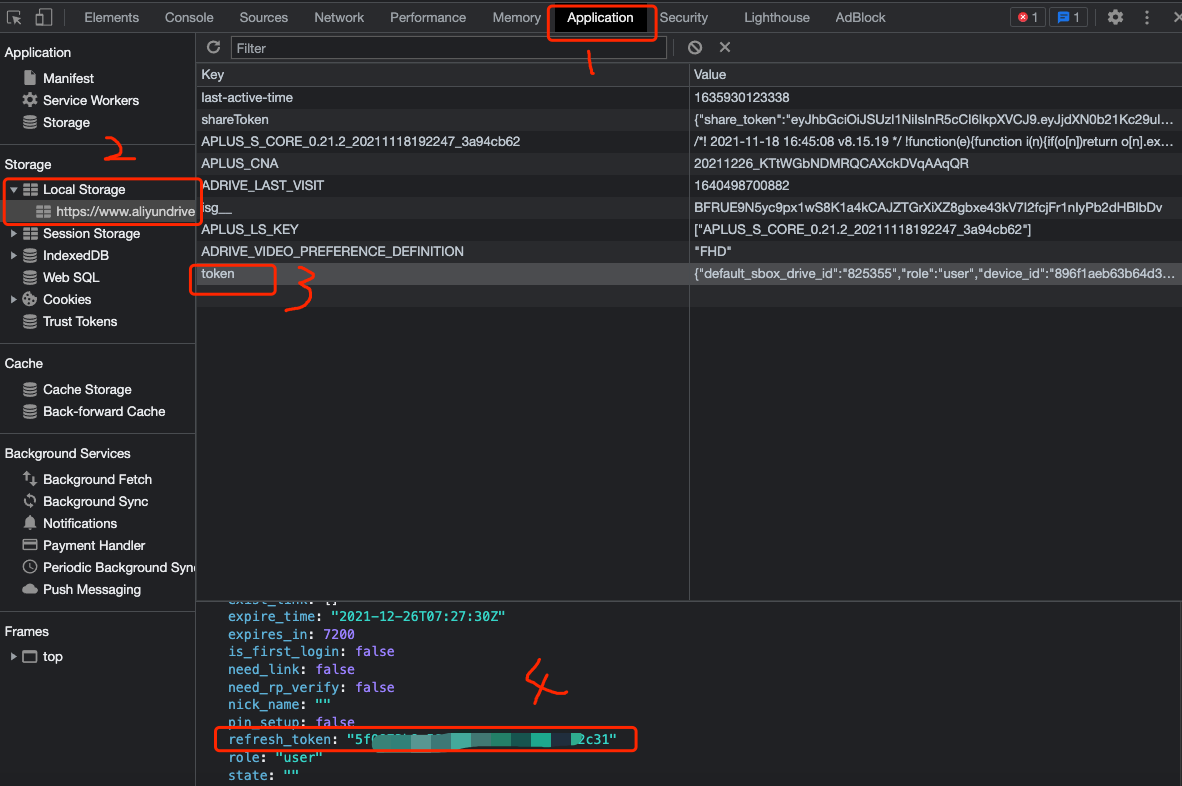 Elements Console Sources Network Performance Memory Application Security Lighthouse AdBlock 1 1
1
Application
Manifest
Service Workers
Storage
2
Storage
Local Storage
https://www.aliyundrive
Session Storage
IndexedDB
Web SQL
Cookies
Trust Tokens
Cache
Cache Storage
Back-forward Cache
Background Services
Background Fetch
Background Sync
Notifications
Payment Handler
Periodic Background Syn
Push Messaging
Frames
top
Filter
Key Value
last-active-time 1635930123338
shareToken {"share_token":"eyJhbGciOiJSUzI1NiIsInR5cCI6IkpXVCJ9.eyJjdXN0b21Kc29uI...
APLUS_S_CORE_0.21.2_20211118192247_3a94cb62 /*! 2021-11-18 16:45:08 v8.15.19 */ !function(e){function i(n){if(o[n])return o[n].ex...
APLUS_CNA 20211226_KTtWGbNDMRQCAXckDVqAAqQR
ADRIVE_LAST_VISIT 1640498700882
isg__ BFRUE9N5yc9px1wS8K1a4kCAJZTGrXiXZ8gbxe43kV7I2fcjFr1nIyPb2dHBIbDv
APLUS_LS_KEY ["APLUS_S_CORE_0.21.2_20211118192247_3a94cb62"]
ADRIVE_VIDEO_PREFERENCE_DEFINITION "FHD"
token {"default_sbox_drive_id":"825355","role":"user","device_id":"896f1aeb63b64d3...
3
exist_link: []
expire_time: "2021-12-26T07:27:30Z"
expires_in: 7200
is_first_login: false
need_link: false
need_rp_verify: false
nick_name: ""
pin_setup: false
refresh_token: "5f 2c31"
role: "user"
state: ""
4